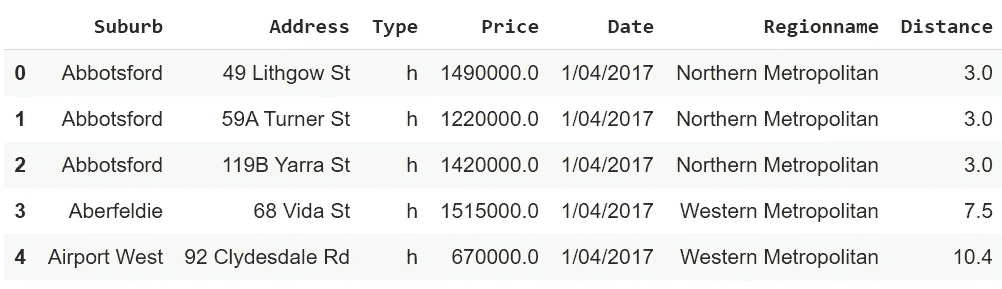 Suburb Address Type Price Date Regionname Distance
0 Abbotsford 49 Lithgow St h 1490000.0 1/04/2017 Northern Metropolitan 3.0
1 Abbotsford 59A Turner St h 1220000.0 1/04/2017 Northern Metropolitan 3.0
2 Abbotsford 119B Yarra St h 1420000.0 1/04/2017 Northern Metropolitan 3.0
3 Aberfeldie 68 Vida St h 1515000.0 1/04/2017 Western Metropolitan 7.5
4 Airport West 92 Clydesdale Rd h 670000.0 1/04/2017 Western Metropolitan 10.4